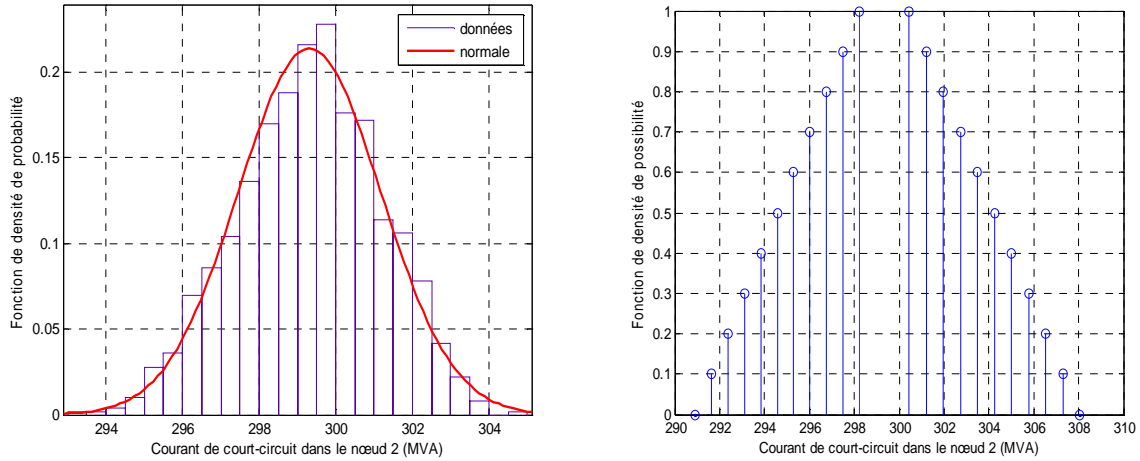 données
normale
Fonction de densité de probabilité
0.2
0.15
0.1
0.05
0
294 296 298 300 302 304
Courant de court-circuit dans le nœud 2 (MVA)
Fonction de densité de possibilité
1
0.9
0.8
0.7
0.6
0.5
0.4
0.3
0.2
0.1
0
290 292 294 296 298 300 302 304 306 308 310
Courant de court-circuit dans le nœud 2 (MVA)